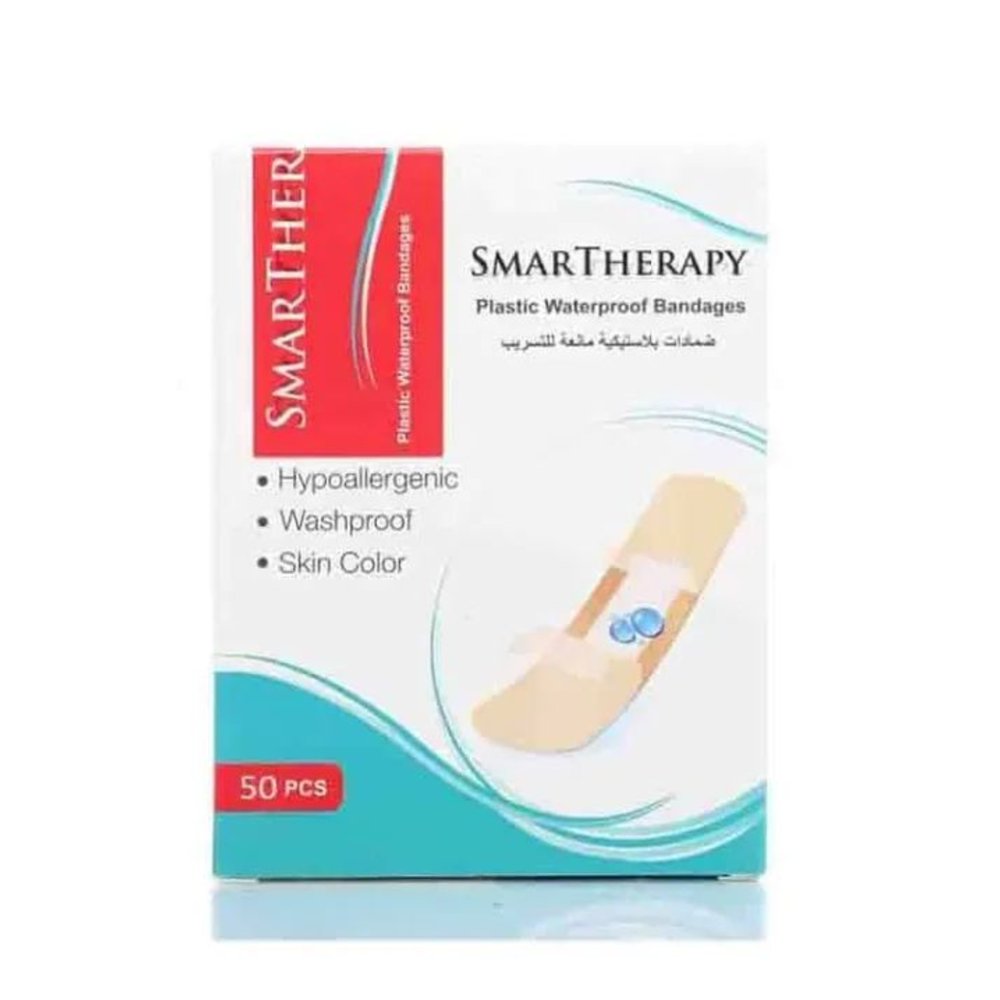 SMARTHER
Plastic Waterproof Bandages
SMARTHERAPY
Plastic Waterproof Bandages
ضمادات بلاستيكية مانعة للتسريب
• Hypoallergenic
• Washproof
• Skin Color
50 PCS